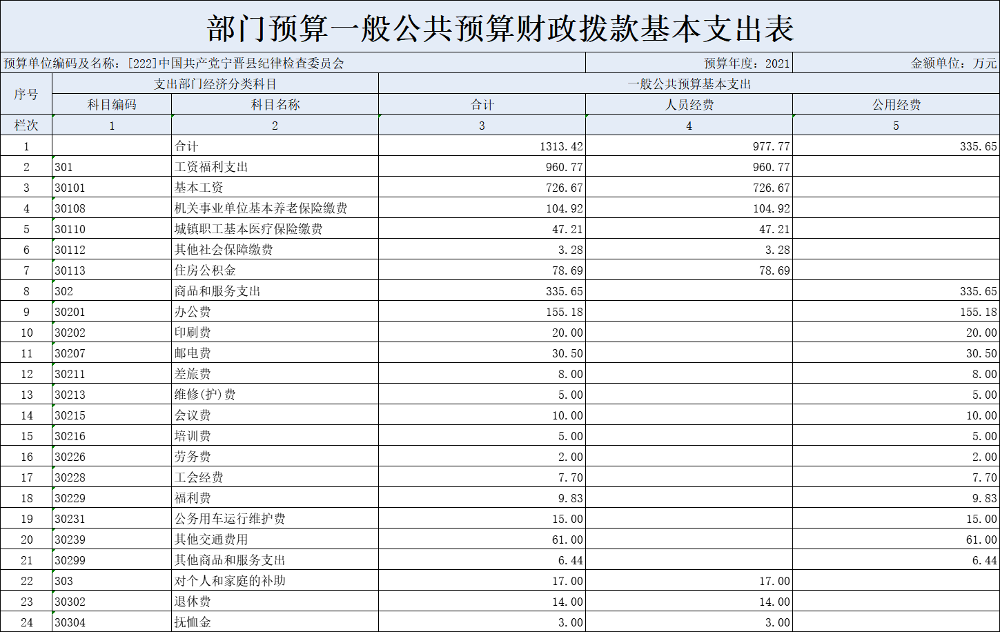 部门预算一般公共预算财政拨款基本支出表
预算单位编码及名称：[222]中国共产党宁晋县纪律检查委员会 预算年度：2021 金额单位：万元
序号 支出部门经济分类科目 一般公共预算基本支出
科目编码 科目名称 合计 人员经费 公用经费
栏次 1 2 3 4 5
1 合计 1313.42 977.77 335.65
2 301 工资福利支出 960.77 960.77
3 30101 基本工资 726.67 726.67
4 30108 机关事业单位基本养老保险缴费 104.92 104.92
5 30110 城镇职工基本医疗保险缴费 47.21 47.21
6 30112 其他社会保障缴费 3.28 3.28
7 30113 住房公积金 78.69 78.69
8 302 商品和服务支出 335.65 335.65
9 30201 办公费 155.18 155.18
10 30202 印刷费 20.00 20.00
11 30207 邮电费 30.50 30.50
12 30211 差旅费 8.00 8.00
13 30213 维修(护)费 5.00 5.00
14 30215 会议费 10.00 10.00
15 30216 培训费 5.00 5.00
16 30226 劳务费 2.00 2.00
17 30228 工会经费 7.70 7.70
18 30229 福利费 9.83 9.83
19 30231 公务用车运行维护费 15.00 15.00
20 30239 其他交通费用 61.00 61.00
21 30299 其他商品和服务支出 6.44 6.44
22 303 对个人和家庭的补助 17.00 17.00
23 30302 退休费 14.00 14.00
24 30304 抚恤金 3.00 3.00